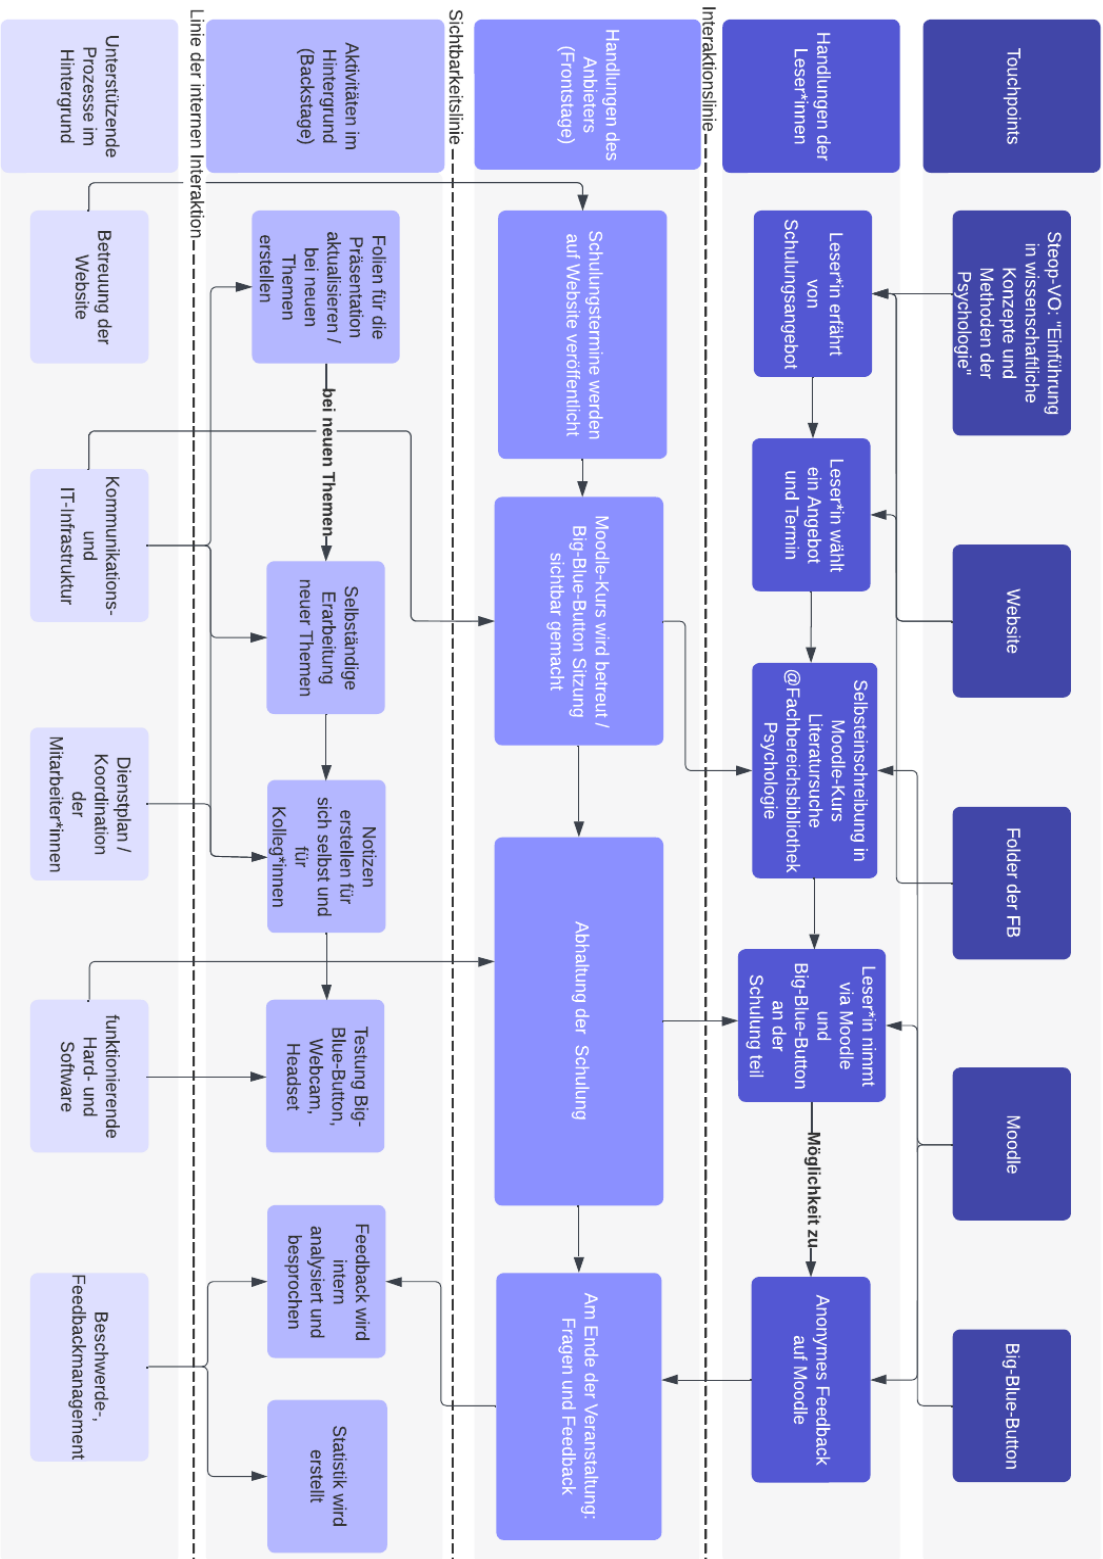 Touchpoints
Steop-VO: "Einführung
in wissenschaftliche
Konzepte und
Methoden der
Psychologie"
Website
Folder der FB
Moodle
Big-Blue-Button
Handlungen der
Leser*innen
Leser*in erfährt
von
Schulungsangebot
Leser*in wählt
ein Angebot
und Termin
Selbsteinschreibung in
Moodle-Kurs
Literatursuche
@Fachbereichsbibliothek
Psychologie
Leser*in nimmt
via Moodle
und
Big-Blue-Button
an der
Schulung teil
Möglichkeit zu
Anonymes Feedback
auf Moodle
Interaktionslinie
Handlungen des
Anbieters
(Frontstage)
Schulungstermine werden
auf Website veröffentlicht
Moodle-Kurs wird betreut /
Big-Blue-Button Sitzung
sichtbar gemacht
Abhaltung der Schulung
Am Ende der Veranstaltung:
Fragen und Feedback
Sichtbarkeitslinie
Aktivitäten im
Hintergrund
(Backstage)
Folien für die
Präsentation
aktualisieren /
bei neuen
Themen
erstellen
bei neuen Themen
Selbständige
Erarbeitung
neuer Themen
Notizen
erstellen für
sich selbst und
für
Kolleg*innen
Testung Big-
Blue-Button,
Webcam,
Headset
Feedback wird
intern
analysiert und
besprochen
Statistik wird
erstellt
Linie der internen Interaktion
Unterstützende
Prozesse im
Hintergrund
Betreuung der
Website
Kommunikations-
und
IT-Infrastruktur
Dienstplan /
Koordination
der
Mitarbeiter*innen
funktionierende
Hard- und
Software
Beschwerde-,
Feedbackmanagement